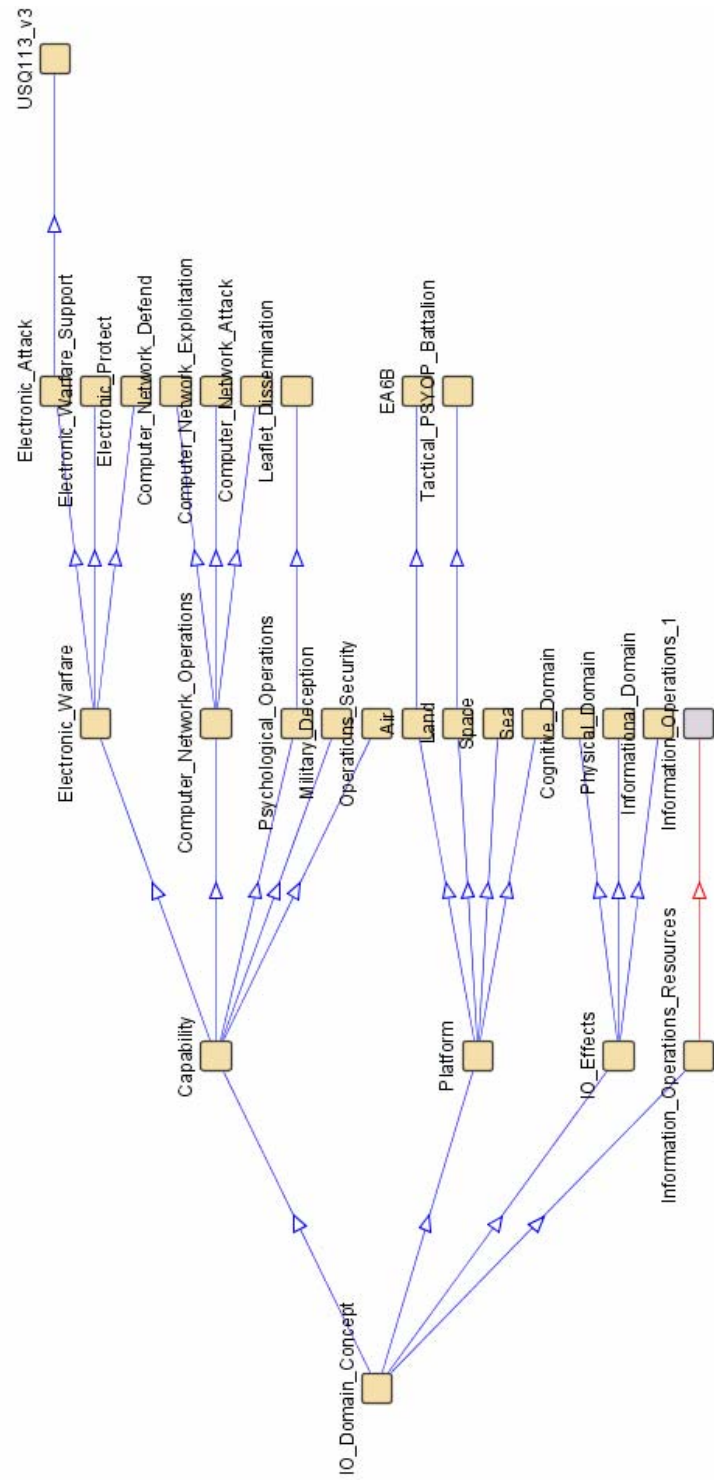 USQ113_v3
Electronic_Attack
Electronic_Warfare_Support
Electronic_Protect
Computer_Network_Defend
Computer_Network_Exploitation
Computer_Network_Attack
Leaflet_Dissemination
EA6B
Tactical_PSYOP_Battalion
Electronic_Warfare
Computer_Network_Operations
Psychological_Operations
Military_Deception
Operations_Security
Air
Land
Space
Sea
Cognitive_Domain
Physical_Domain
Informational_Domain
Information_Operations_1
Capability
Platform
IO_Effects
Information_Operations_Resources
IO_Domain_Concept